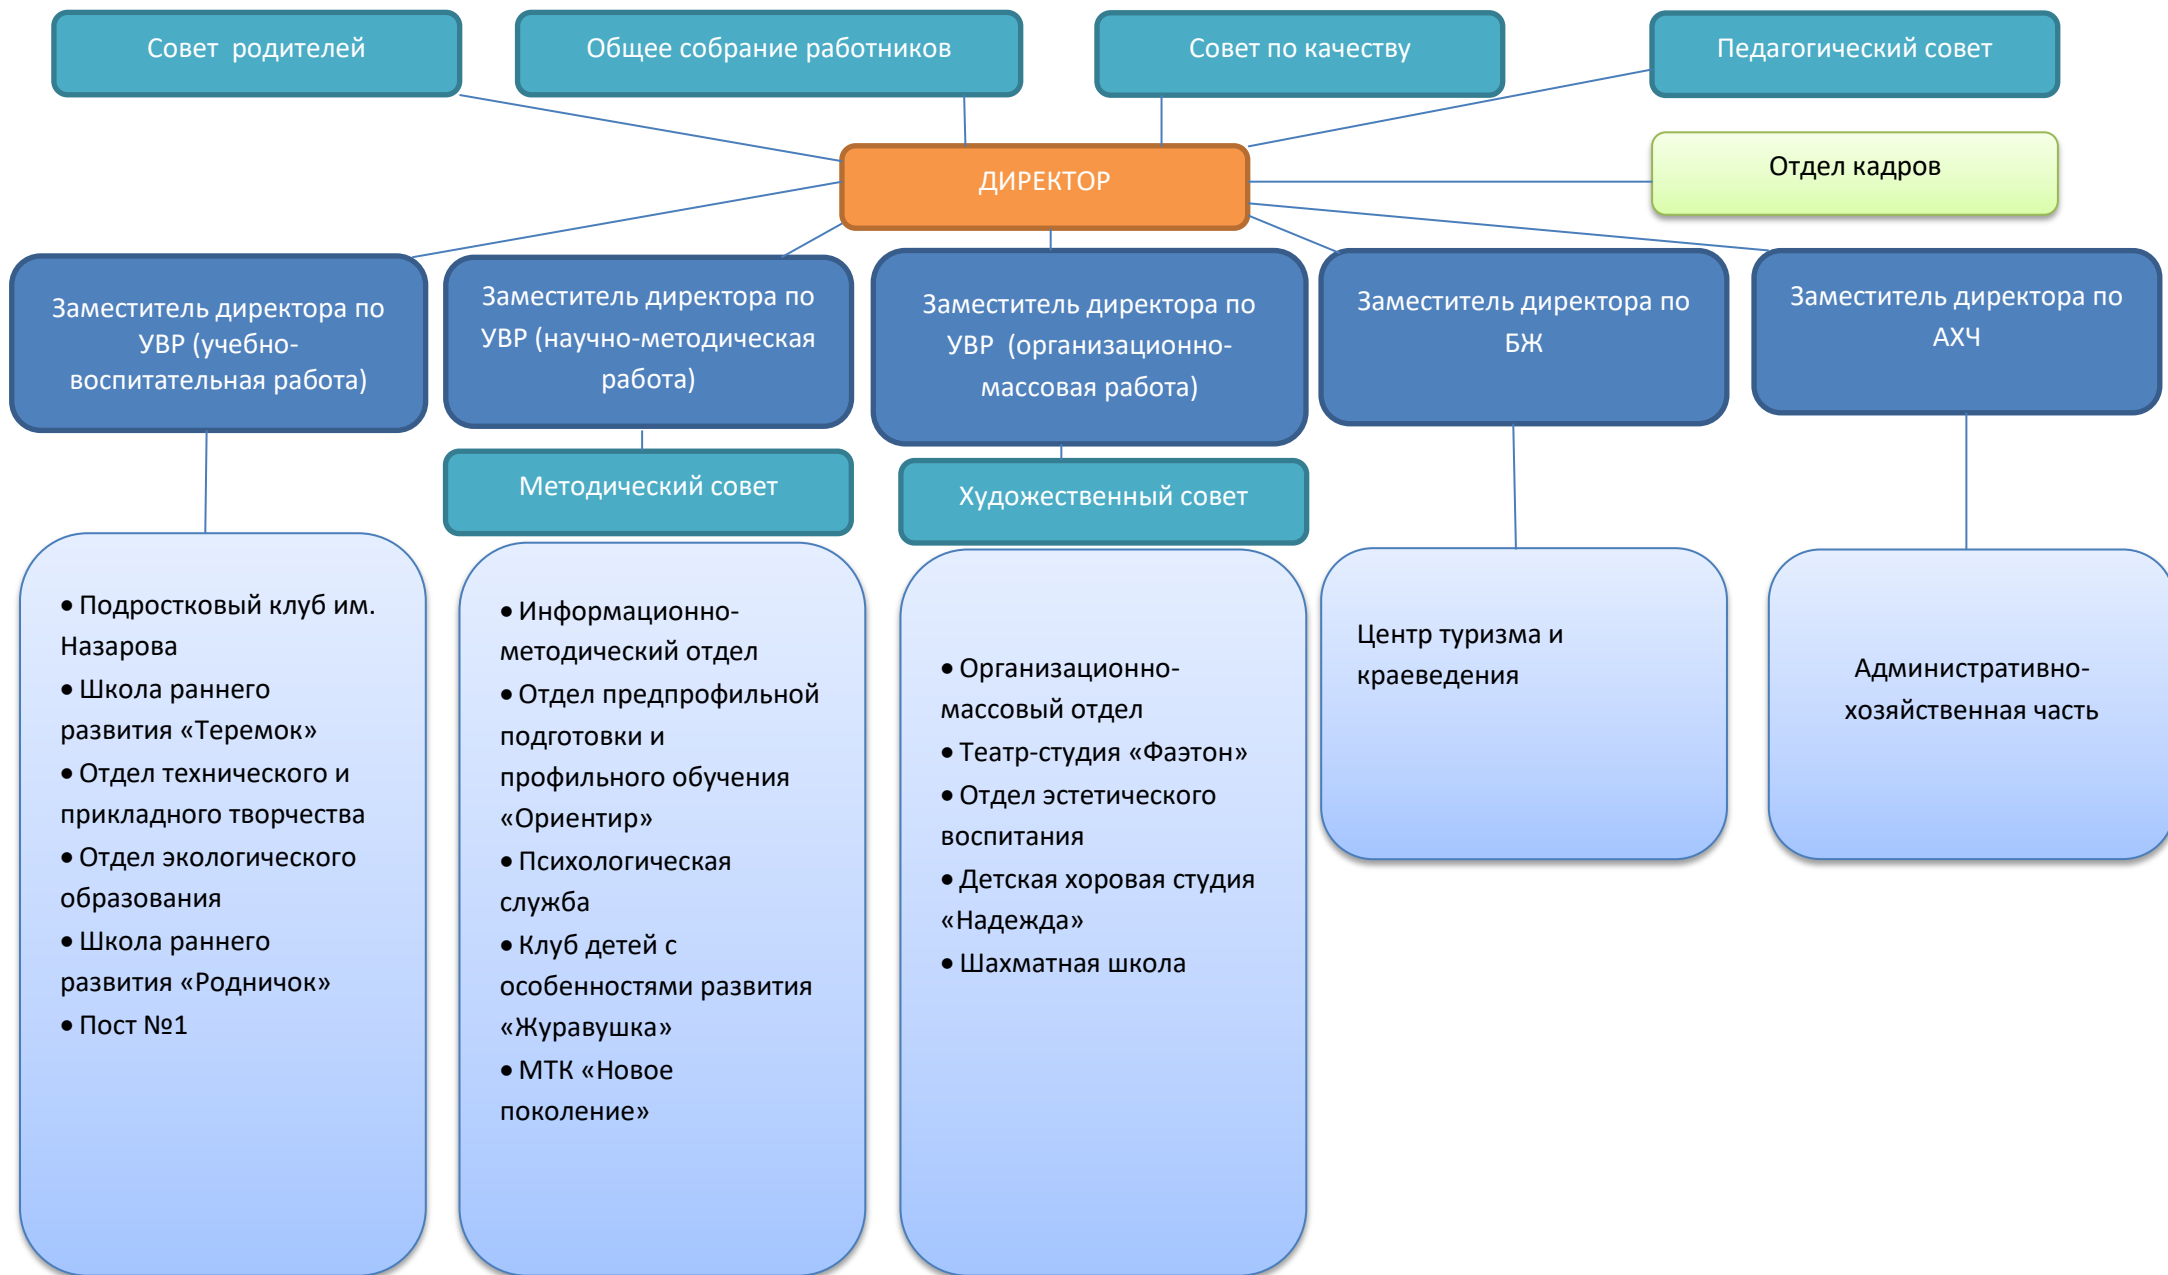 Совет  родителей
Общее собрание работников
Совет по качеству
Педагогический совет
ДИРЕКТОР
Отдел кадров
Заместитель директора по
УВР (учебно-
воспитательная работа)
Заместитель директора по
УВР (научно-методическая
работа)
Заместитель директора по
УВР  (организационно-
массовая работа)
Заместитель директора по
БЖ
Заместитель директора по
АХЧ
Методический совет
Художественный совет
• Подростковый клуб им.
Назарова
• Школа раннего
развития «Теремок»
• Отдел технического и
прикладного творчества
• Отдел экологического
образования
• Школа раннего
развития «Родничок»
• Пост №1
• Информационно-
методический отдел
• Отдел предпрофильной
подготовки и
профильного обучения
«Ориентир»
• Психологическая
служба
• Клуб детей с
особенностями развития
«Журавушка»
• МТК «Новое
поколение»
• Организационно-
массовый отдел
• Театр-студия «Фаэтон»
• Отдел эстетического
воспитания
• Детская хоровая студия
«Надежда»
• Шахматная школа
Центр туризма и
краеведения
Административно-
хозяйственная часть